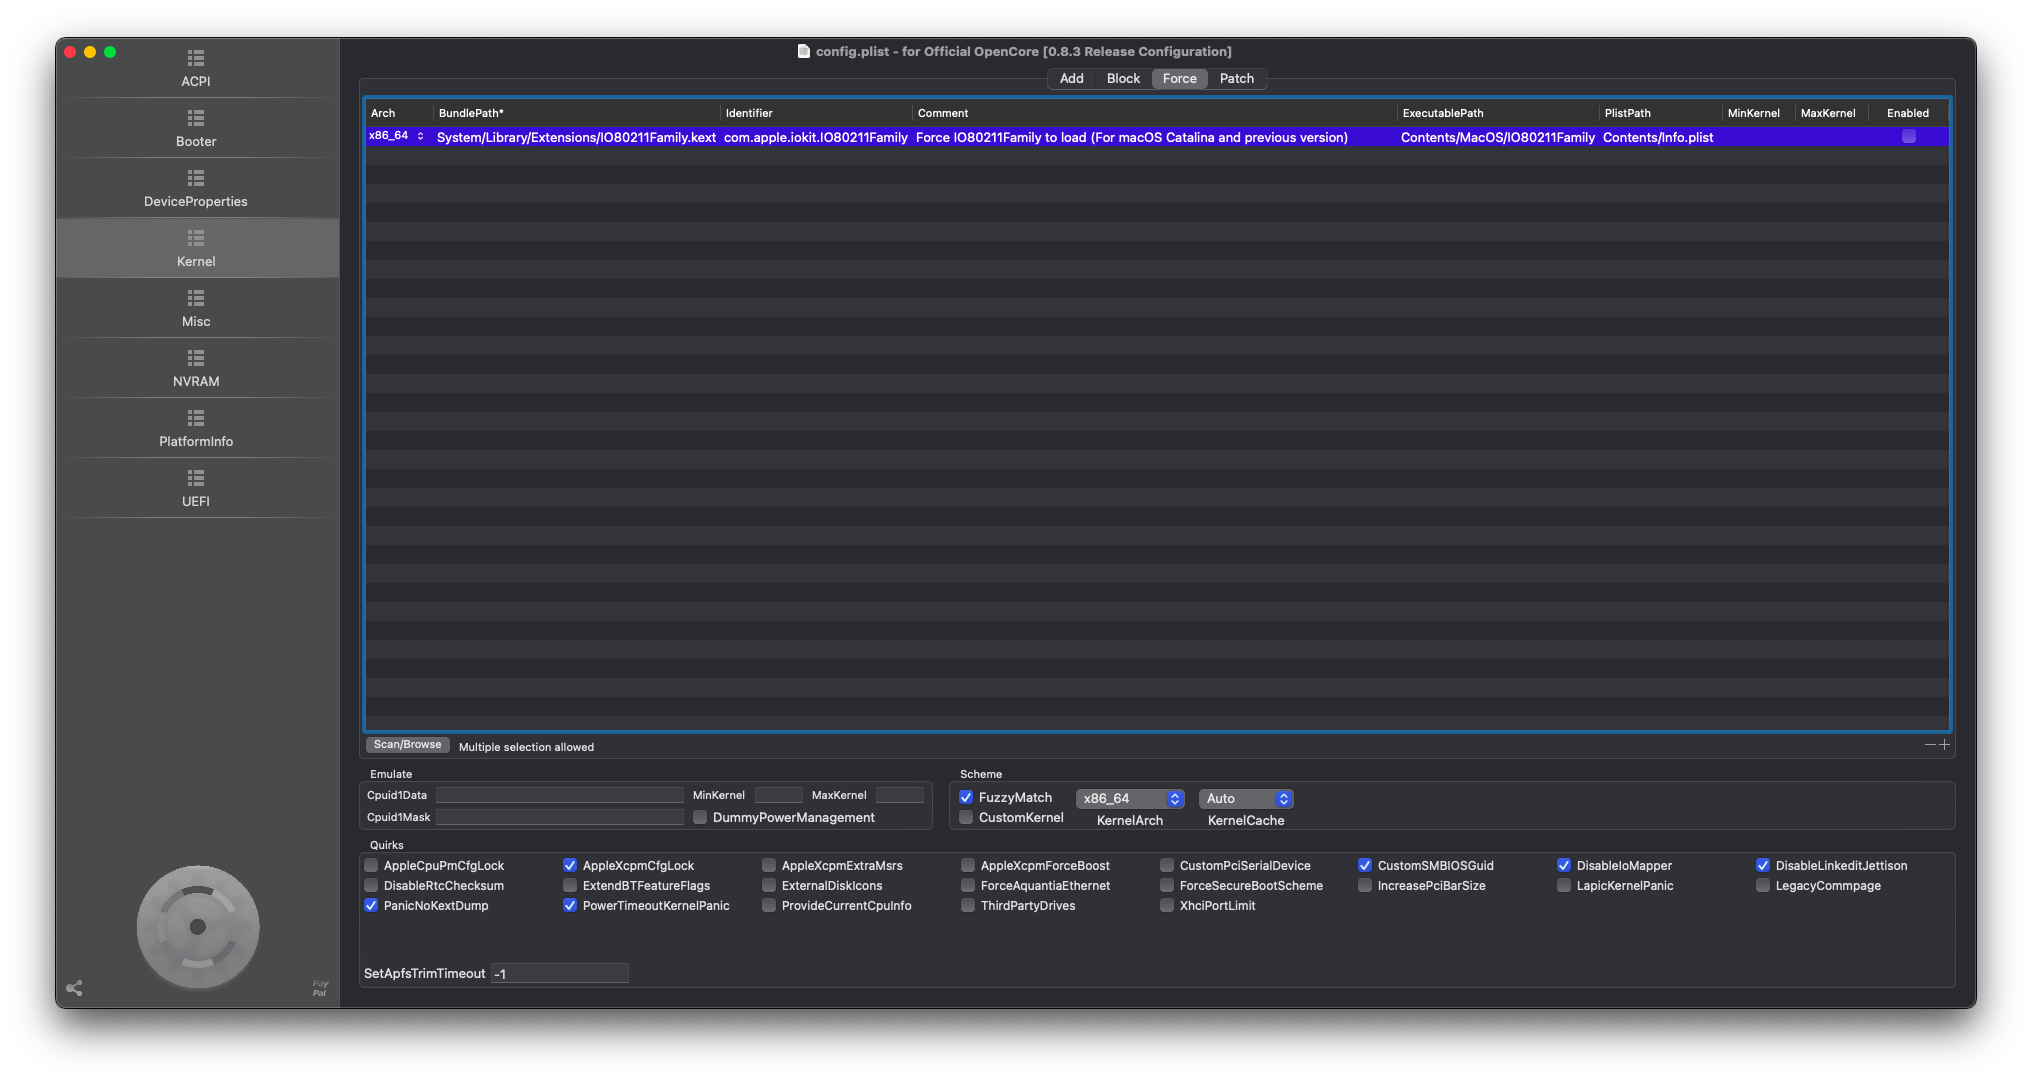 config.plist - for Official OpenCore [0.8.3 Release Configuration]
ACPI
Booter
DeviceProperties
Kernel
Misc
NVRAM
PlatformInfo
UEFI
Pay
Pal
Add Block Force Patch
Arch BundlePath* Identifier Comment ExecutablePath PlistPath MinKernel MaxKernel Enabled
x86_64 System/Library/Extensions/IO80211Family.kext com.apple.iokit.IO80211Family Force IO80211Family to load (For macOS Catalina and previous version) Contents/MacOS/IO80211Family Contents/Info.plist
Scan/Browse Multiple selection allowed
Emulate
Cpuid1Data MinKernel MaxKernel
Cpuid1Mask DummyPowerManagement
Scheme
FuzzyMatch x86_64 Auto
CustomKernel KernelArch KernelCache
Quirks
AppleCpuPmCfgLock AppleXcpmCfgLock AppleXcpmExtraMsrs AppleXcpmForceBoost CustomPciSerialDevice CustomSMBIOSGuid DisableIoMapper DisableLinkeditJettison
DisableRtcChecksum ExtendBTFeatureFlags ExternalDiskIcons ForceAquantiaEthernet ForceSecureBootScheme IncreasePciBarSize LapicKernelPanic LegacyCommpage
PanicNoKextDump PowerTimeoutKernelPanic ProvideCurrentCpuInfo ThirdPartyDrives XhciPortLimit
SetApfsTrimTimeout -1